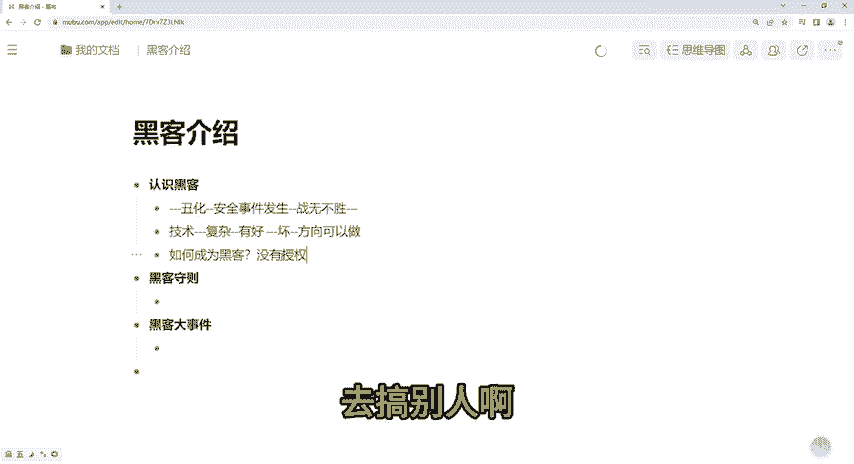 黑客介绍 - 幕布
mubu.com/app/edit/home/7Drv7Z3LNIk
我的文档 | 黑客介绍
思维导图
黑客介绍
认识黑客
---丑化--安全事件发生--战无不胜---
技术---复杂--有好 ---坏--方向可以做
如何成为黑客？没有授权
黑客守则
黑客大事件
去搞别人啊